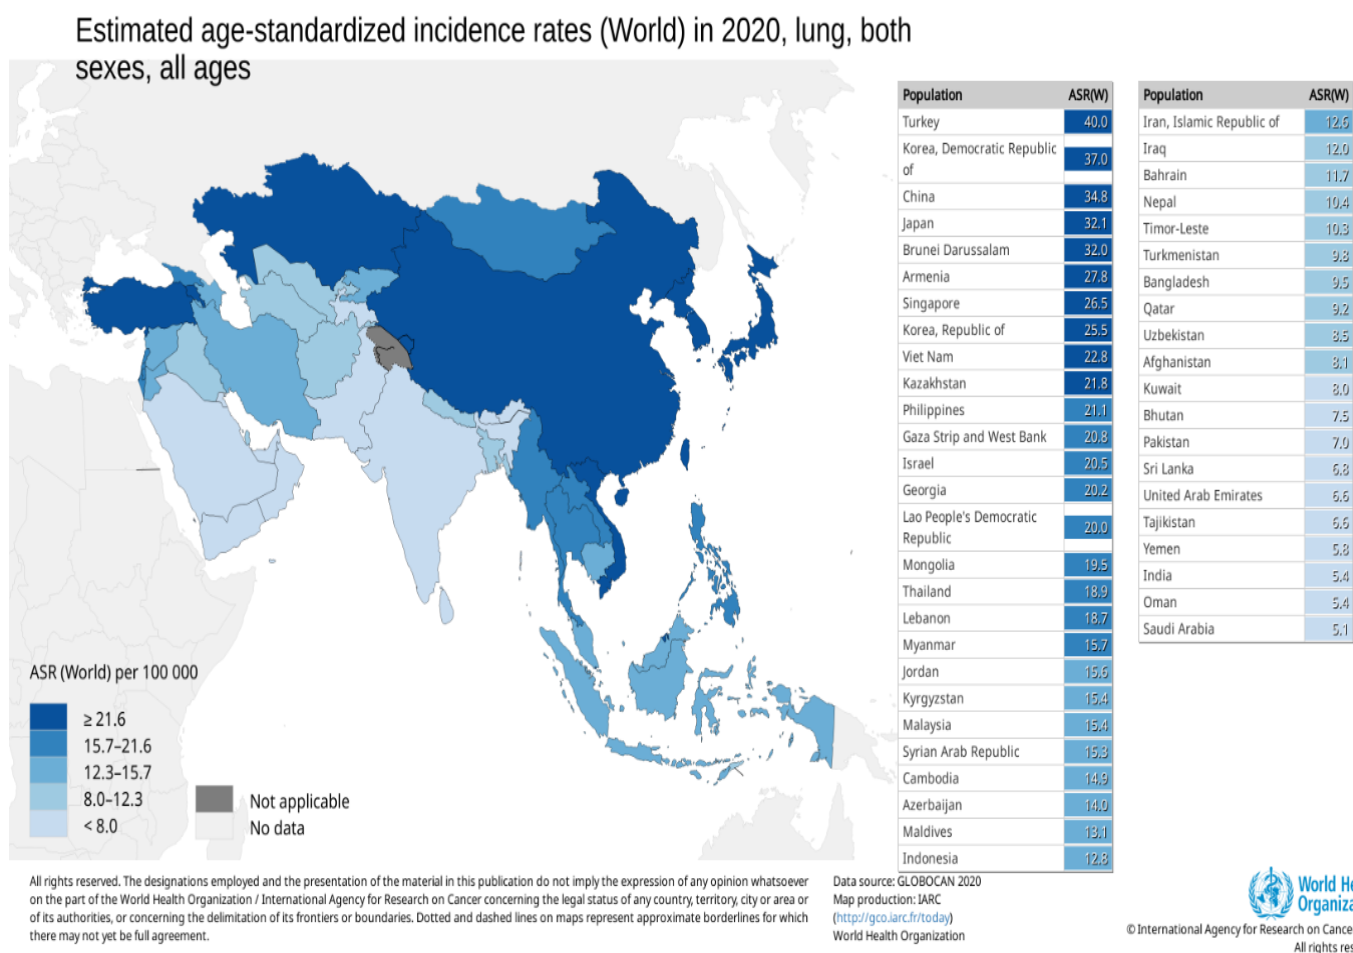 Estimated age-standardized incidence rates (World) in 2020, lung, both
sexes, all ages
Population ASR(W)
Turkey 40.0
Korea, Democratic Republic
of 37.0
China 34.8
Japan 32.1
Brunei Darussalam 32.0
Armenia 27.8
Singapore 26.5
Korea, Republic of 25.5
Viet Nam 22.8
Kazakhstan 21.8
Philippines 21.1
Gaza Strip and West Bank 20.8
Israel 20.5
Georgia 20.2
Lao People's Democratic
Republic 20.0
Mongolia 19.5
Thailand 18.9
Lebanon 18.7
Myanmar 15.7
Jordan 15.6
Kyrgyzstan 15.4
Malaysia 15.4
Syrian Arab Republic 15.3
Cambodia 14.9
Azerbaijan 14.0
Maldives 13.1
Indonesia 12.8
Population ASR(W)
Iran, Islamic Republic of 12.6
Iraq 12.0
Bahrain 11.7
Nepal 10.4
Timor-Leste 10.3
Turkmenistan 9.8
Bangladesh 9.5
Qatar 9.2
Uzbekistan 8.5
Afghanistan 8.1
Kuwait 8.0
Bhutan 7.5
Pakistan 7.0
Sri Lanka 6.8
United Arab Emirates 6.6
Tajikistan 6.6
Yemen 5.8
India 5.4
Oman 5.4
Saudi Arabia 5.1
ASR (World) per 100 000
≥ 21.6
15.7–21.6
12.3–15.7
8.0–12.3
< 8.0
Not applicable
No data
All rights reserved. The designations employed and the presentation of the material in this publication do not imply the expression of any opinion whatsoever
on the part of the World Health Organization / International Agency for Research on Cancer concerning the legal status of any country, territory, city or area or
of its authorities, or concerning the delimitation of its frontiers or boundaries. Dotted and dashed lines on maps represent approximate borderlines for which
there may not yet be full agreement.
Data source: GLOBOCAN 2020
Map production: IARC
(http://gco.iarc.fr/today)
World Health Organization
World He
Organiza
© International Agency for Research on Cance
All rights res